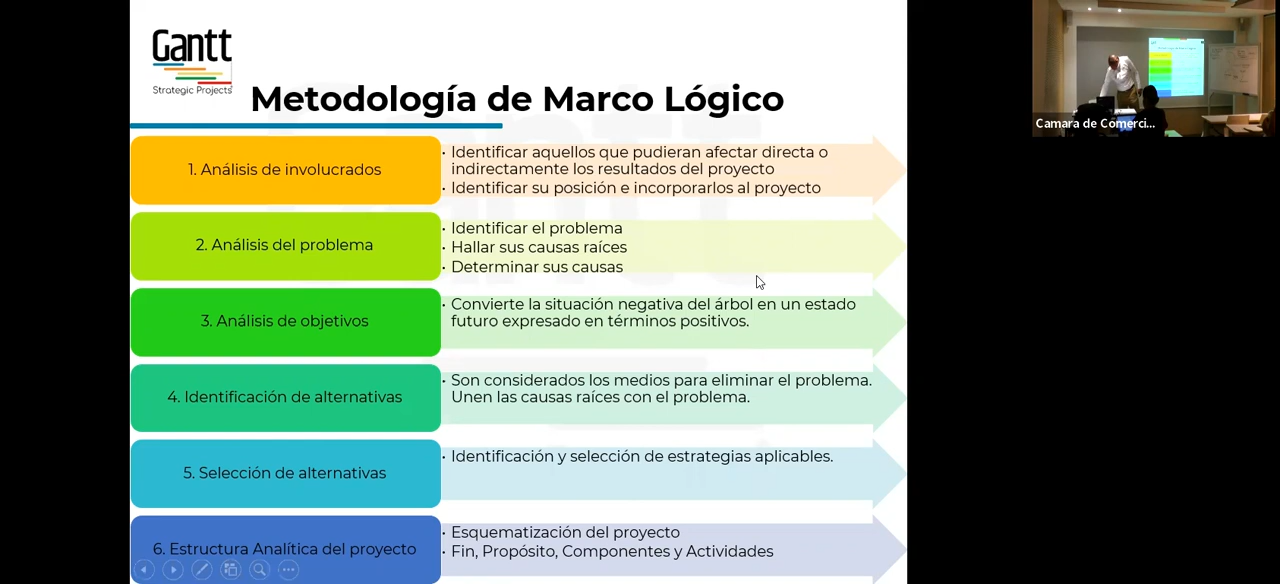 Gantt
Strategic Projects
Metodología de Marco Lógico
1. Análisis de involucrados
• Identificar aquellos que pudieran afectar directa o
indirectamente los resultados del proyecto
• Identificar su posición e incorporarlos al proyecto
2. Análisis del problema
• Identificar el problema
• Hallar sus causas raíces
• Determinar sus causas
3. Análisis de objetivos
• Convierte la situación negativa del árbol en un estado
futuro expresado en términos positivos.
4. Identificación de alternativas
• Son considerados los medios para eliminar el problema.
Unen las causas raíces con el problema.
5. Selección de alternativas
• Identificación y selección de estrategias aplicables.
6. Estructura Analítica del proyecto
• Esquematización del proyecto
• Fin, Propósito, Componentes y Actividades
Camara de Comerci...